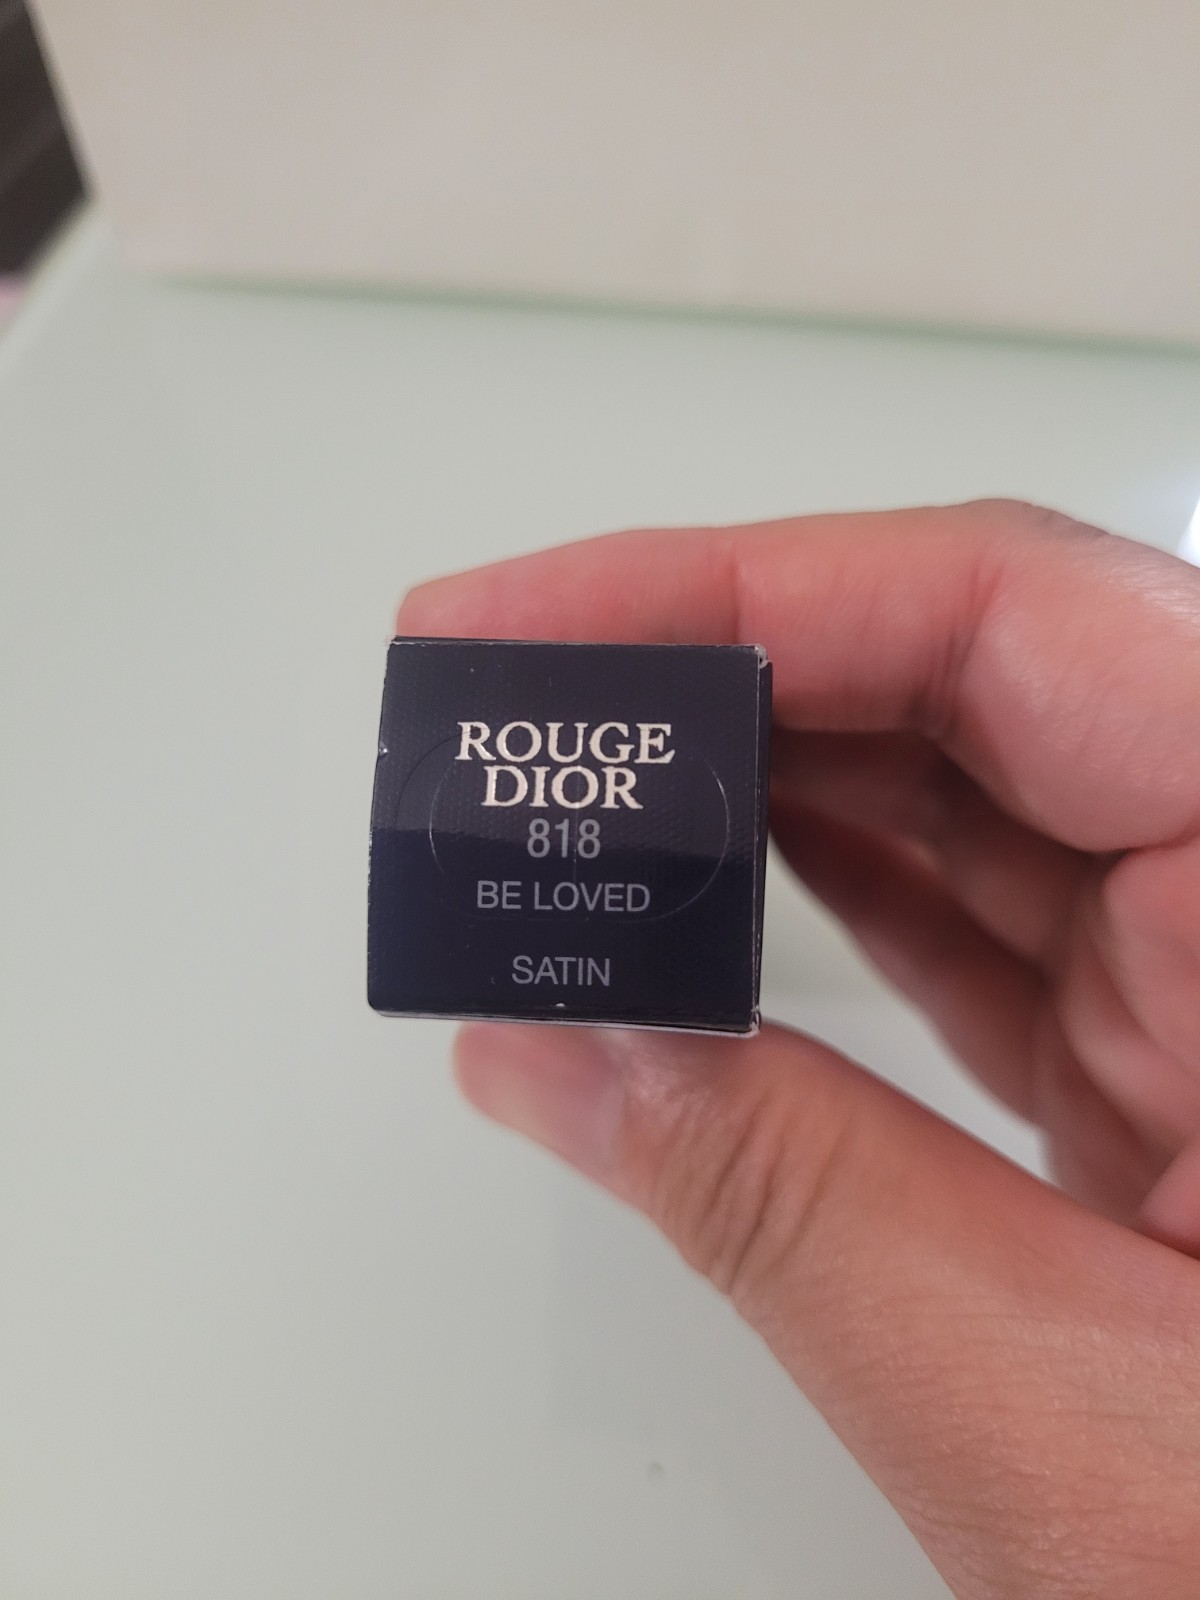 ROUGE
DIOR
818
BE LOVED
SATIN